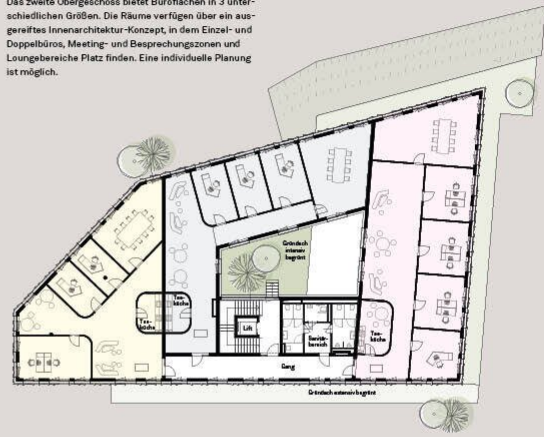 Das zweite Obergeschoss bietet Büroflächen in 3 unter-
schiedlichen Größen. Die Räume verfügen über ein aus-
gereiftes Innenarchitektur-Konzept, in dem Einzel- und
Doppelbüros, Meeting- und Besprechungszonen und
Loungebereiche Platz finden. Eine individuelle Planung
ist möglich.
Gründach
intensiv
begrünt
Tee-
küche
Tee-
küche
Lift
Sanitär-
bereich
Tee-
küche
Gang
Gründach extensiv begrünt